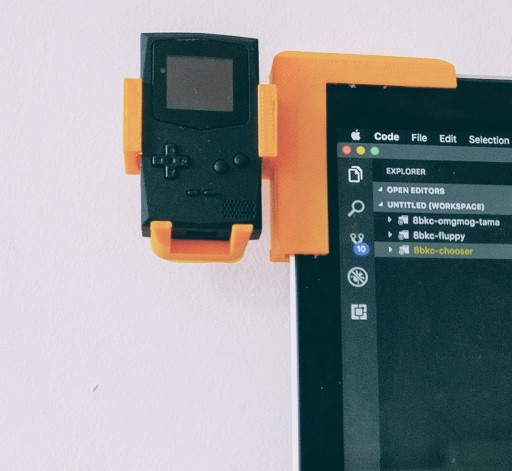 Code File Edit Selection
EXPLORER
OPEN EDITORS
UNTITLED (WORKSPACE)
8bkc-omgmog-tama
8bkc-fluppy
10
8bkc-chooser